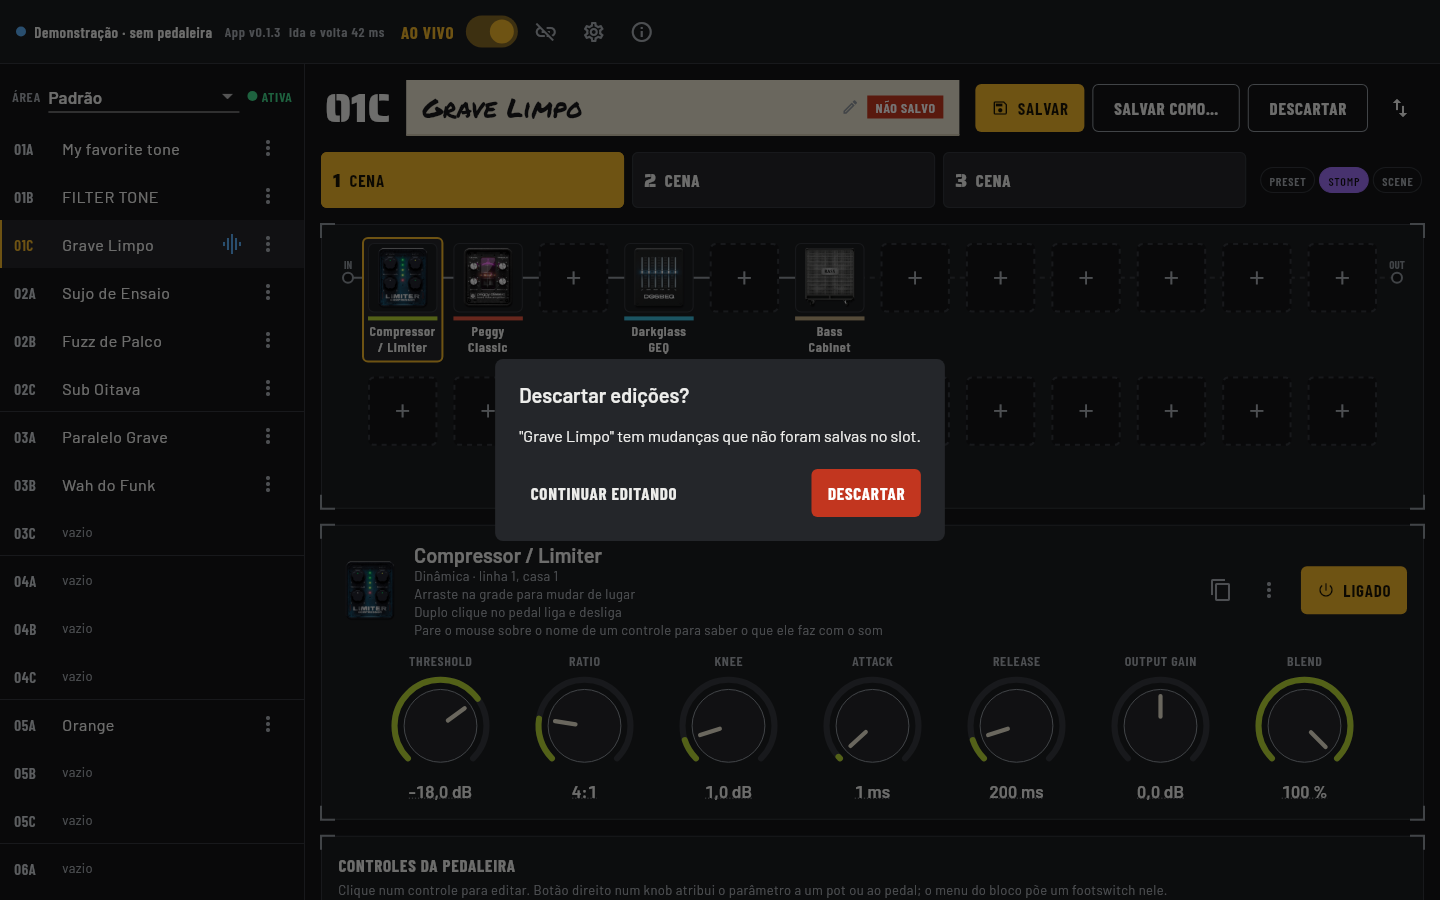 Demonstração · sem pedaleira App v0.1.3 Ida e volta 42 ms AO VIVO
ÁREA Padrão ATIVA
01A My favorite tone
01B FILTER TONE
01C Grave Limpo
02A Sujo de Ensaio
02B Fuzz de Palco
02C Sub Oitava
03A Paralelo Grave
03B Wah do Funk
03C vazio
04A vazio
04B vazio
04C vazio
05A Orange
05B vazio
05C vazio
06A vazio
01C Grave Limpo NÃO SALVO SALVAR SALVAR COMO... DESCARTAR
1 CENA 2 CENA 3 CENA PRESET STOMP SCENE
IN OUT
LIMITER
Compressor
/ Limiter
Peggy
Classic
Darkglass
GEQ
Bass
Cabinet
Descartar edições?
"Grave Limpo" tem mudanças que não foram salvas no slot.
CONTINUAR EDITANDO DESCARTAR
LIMITER
Compressor / Limiter
Dinâmica · linha 1, casa 1
Arraste na grade para mudar de lugar
Duplo clique no pedal liga e desliga
Pare o mouse sobre o nome de um controle para saber o que ele faz com o som
LIGADO
THRESHOLD RATIO KNEE ATTACK RELEASE OUTPUT GAIN BLEND
-18,0 dB 4:1 1,0 dB 1 ms 200 ms 0,0 dB 100 %
CONTROLES DA PEDALEIRA
Clique num controle para editar. Botão direito num knob atribui o parâmetro a um pot ou ao pedal; o menu do bloco põe um footswitch nele.